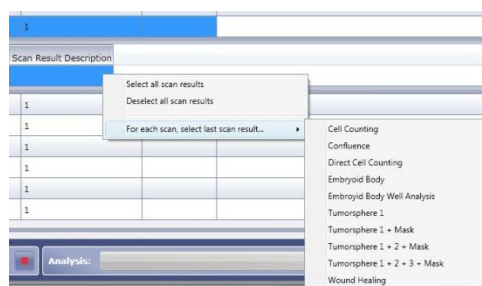 1
Scan Result Description
Select all scan results
Deselect all scan results
For each scan, select last scan result...
1
1
1
1
1
1
Cell Counting
Confluence
Direct Cell Counting
Embryoid Body
Embryoid Body Well Analysis
Tumorsphere 1
Tumorsphere 1 + Mask
Tumorsphere 1 + 2 + Mask
Tumorsphere 1 + 2 + 3 + Mask
Wound Healing
Analysis: